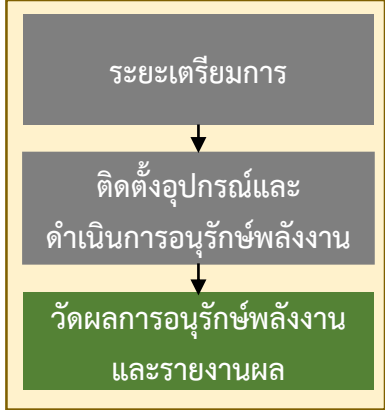 ระยะเตรียมการ
ติดตั้งอุปกรณ์และ
ดำเนินการอนุรักษ์พลังงาน
วัดผลการอนุรักษ์พลังงาน
และรายงานผล